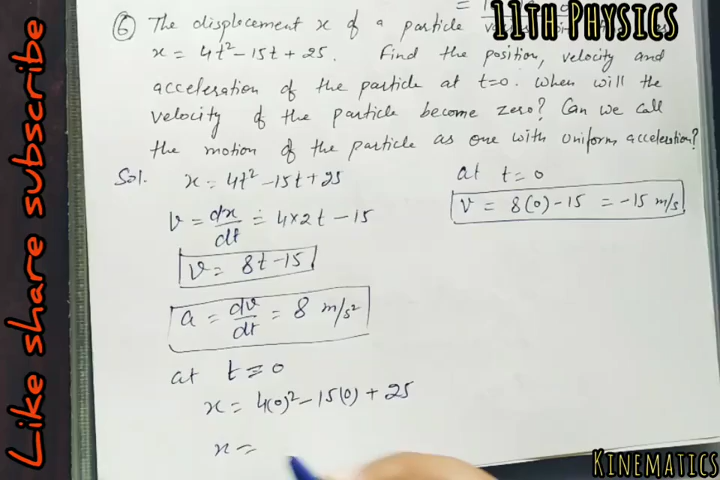 Like share subscribe
11th Physics
⑥ The displacement x of a particle
x = 4t² - 15t + 25. Find the position, velocity and
acceleration of the particle at t=0. When will the
velocity of the particle become zero? Can we call
the motion of the particle as one with uniform acceleration?
Sol. x = 4t² - 15t + 25
v = dx/dt = 4×2t - 15
v = 8t - 15
a = dv/dt = 8 m/s²
at t = 0
x = 4(0)² - 15(0) + 25
x =
at t = 0
v = 8(0) - 15 = -15 m/s
Kinematics